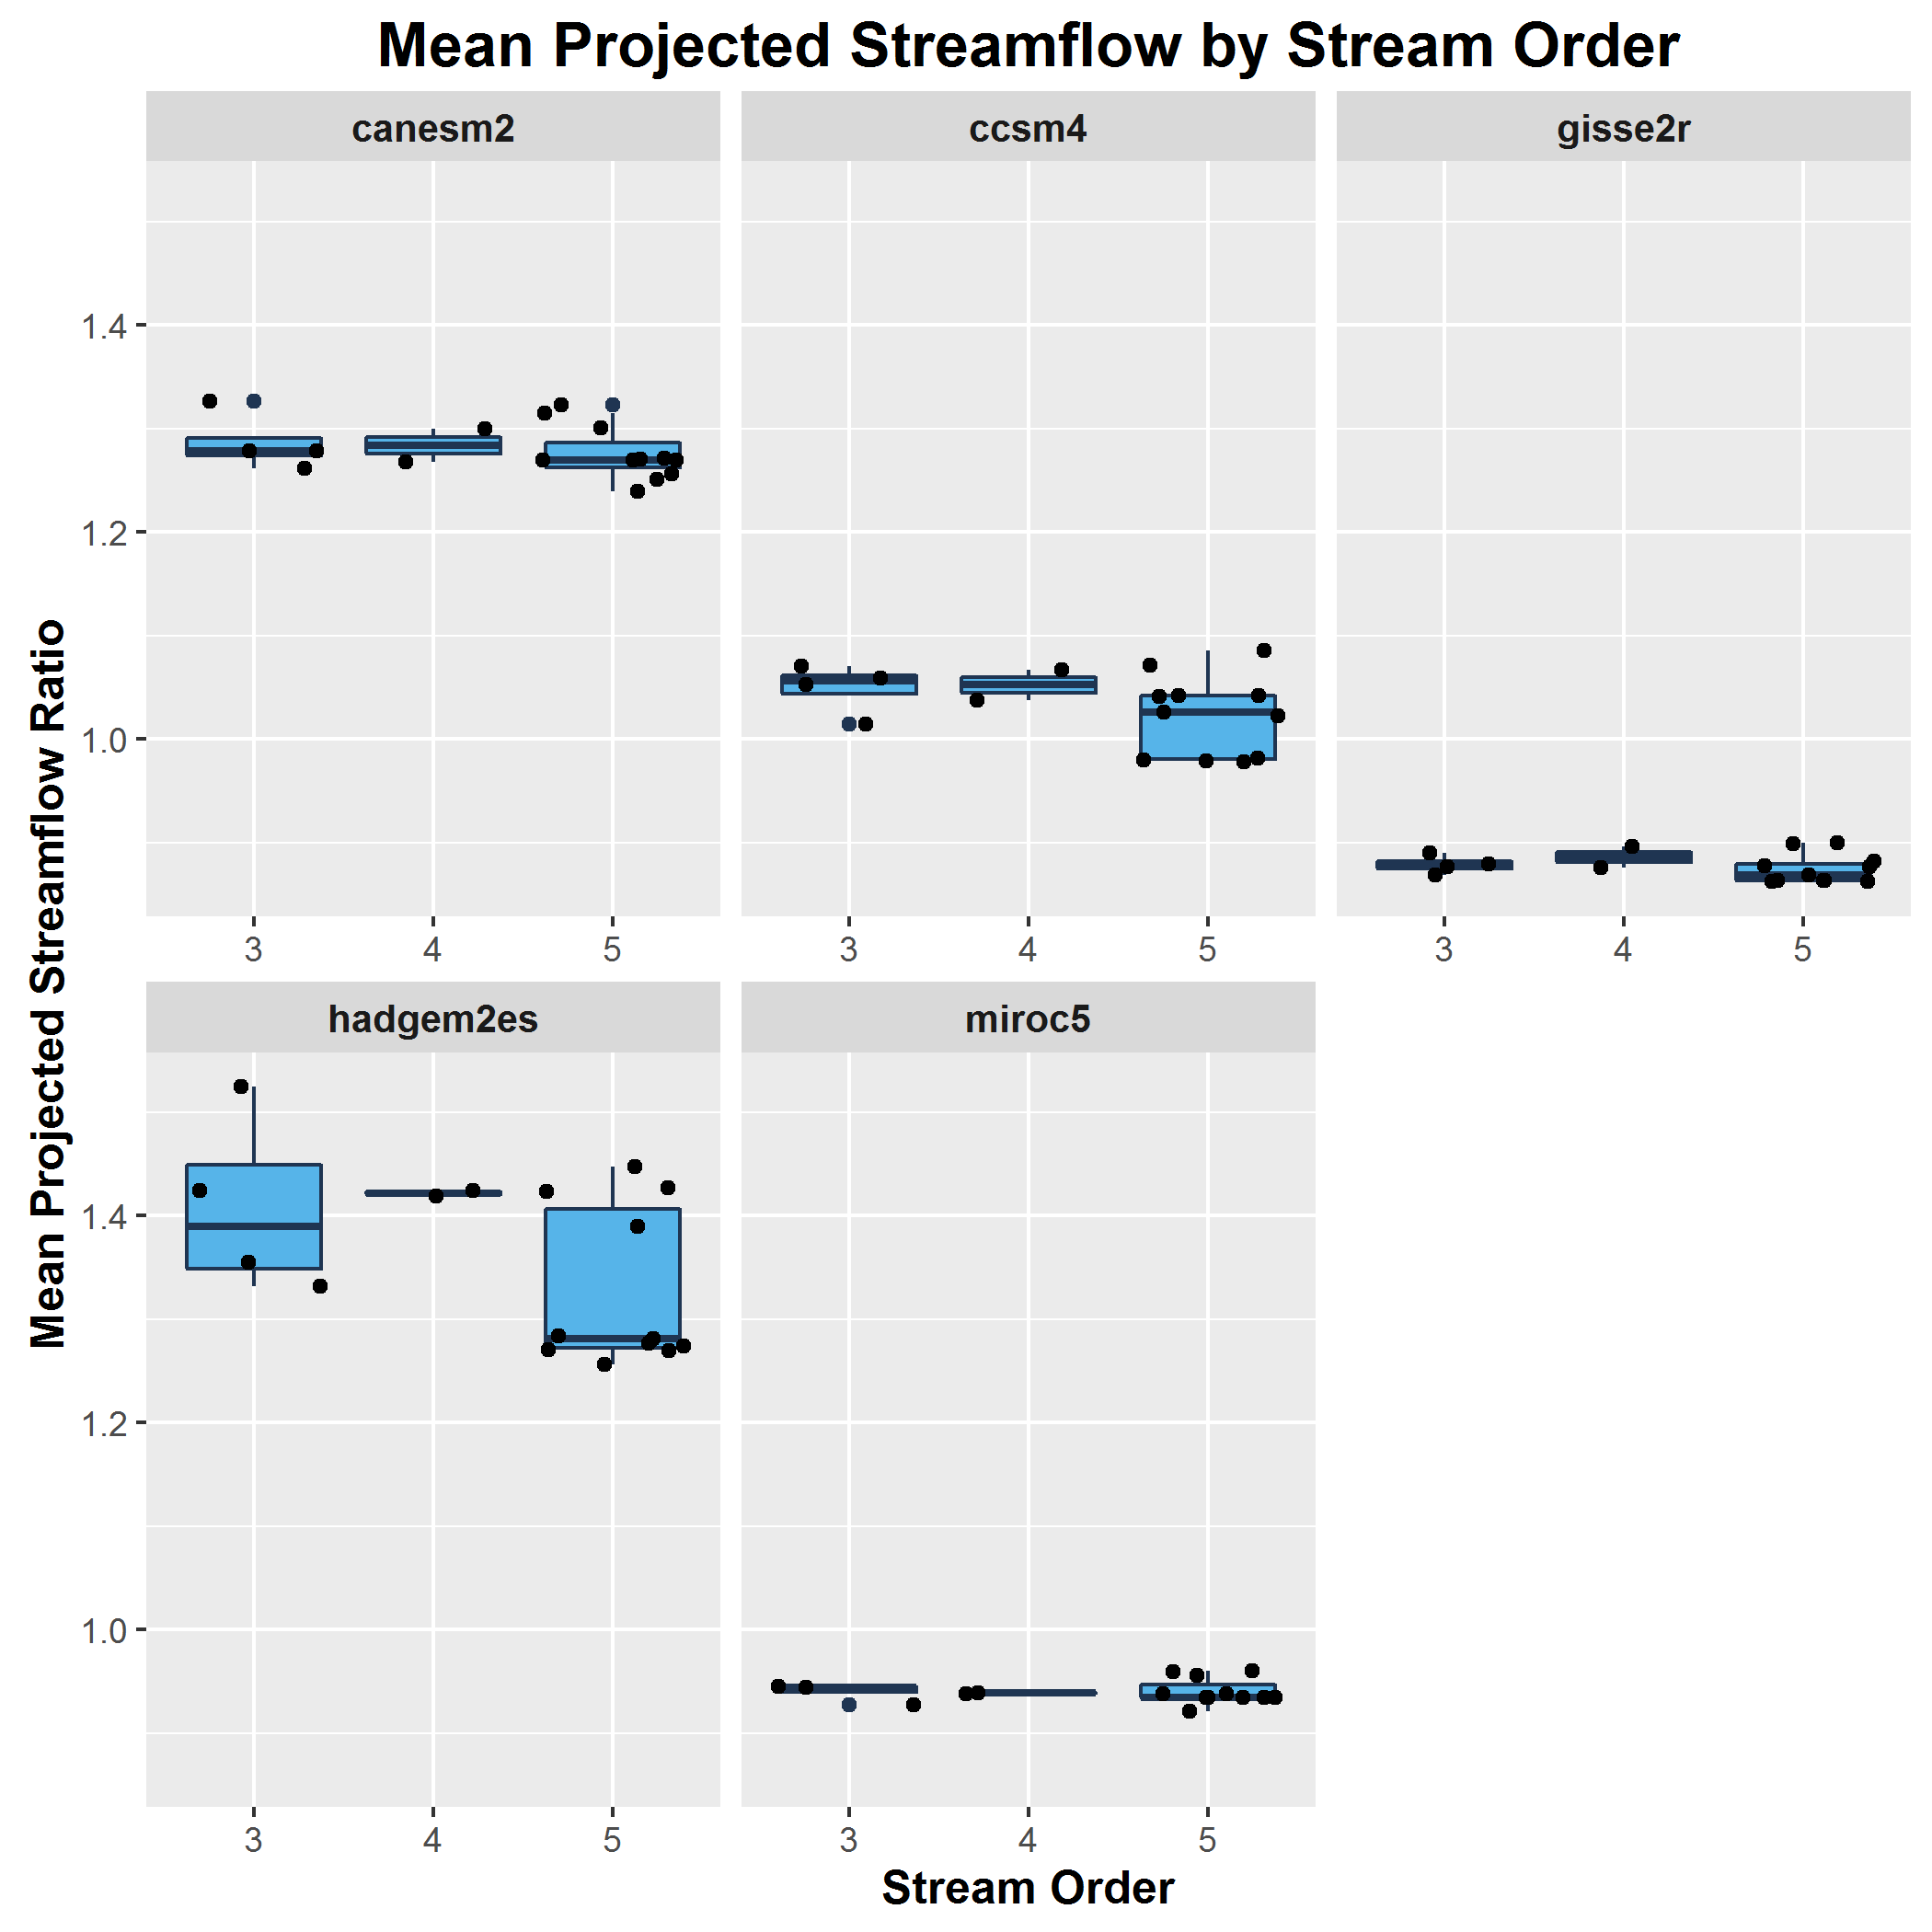 Mean Projected Streamflow by Stream Order
canesm2 ccsm4 gisse2r
1.4
1.2
1.0
3 4 5 3 4 5 3 4 5
Mean Projected Streamflow Ratio
hadgem2es miroc5
1.4
1.2
1.0
3 4 5 3 4 5
Stream Order